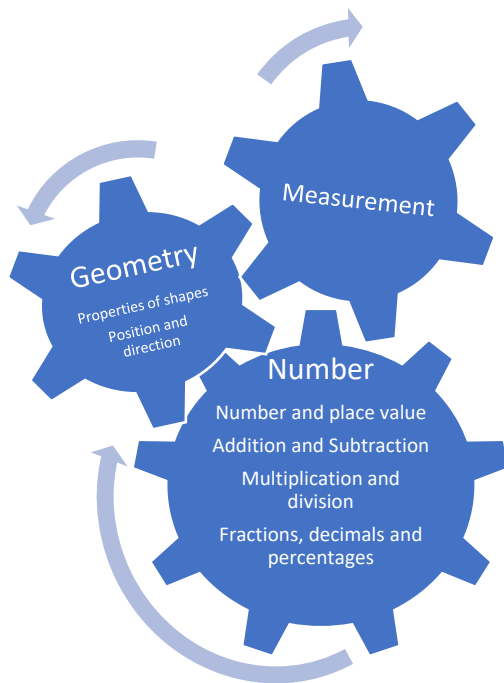 Measurement
Geometry
Properties of shapes
Position and
direction
Number
Number and place value
Addition and Subtraction
Multiplication and
division
Fractions, decimals and
percentages